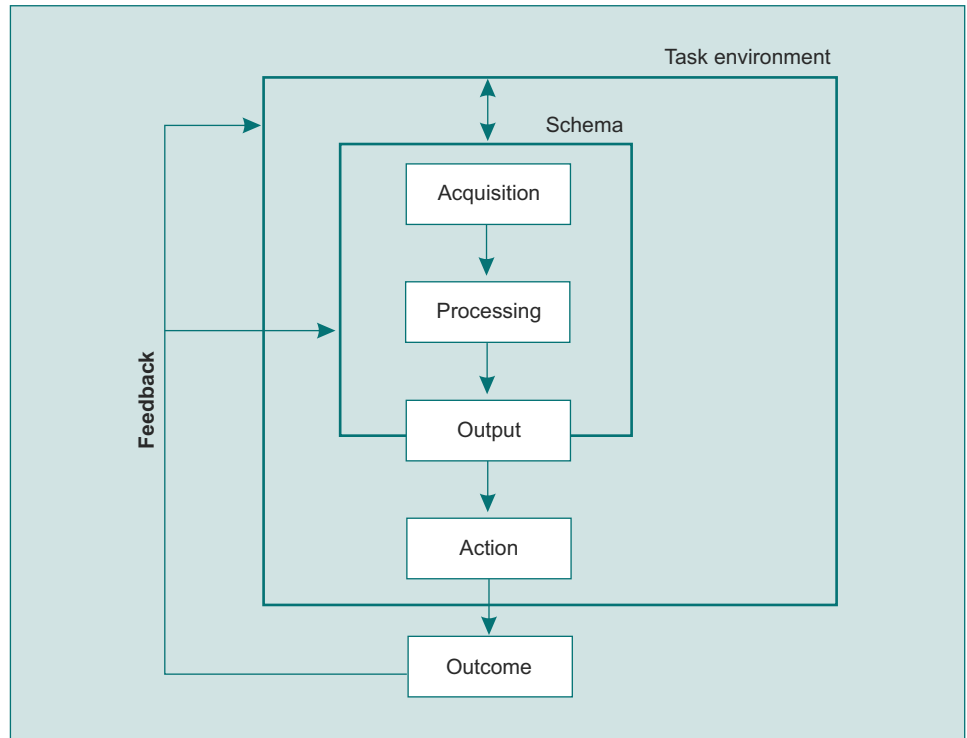 Task environment
Schema
Acquisition
Processing
Feedback
Output
Action
Outcome